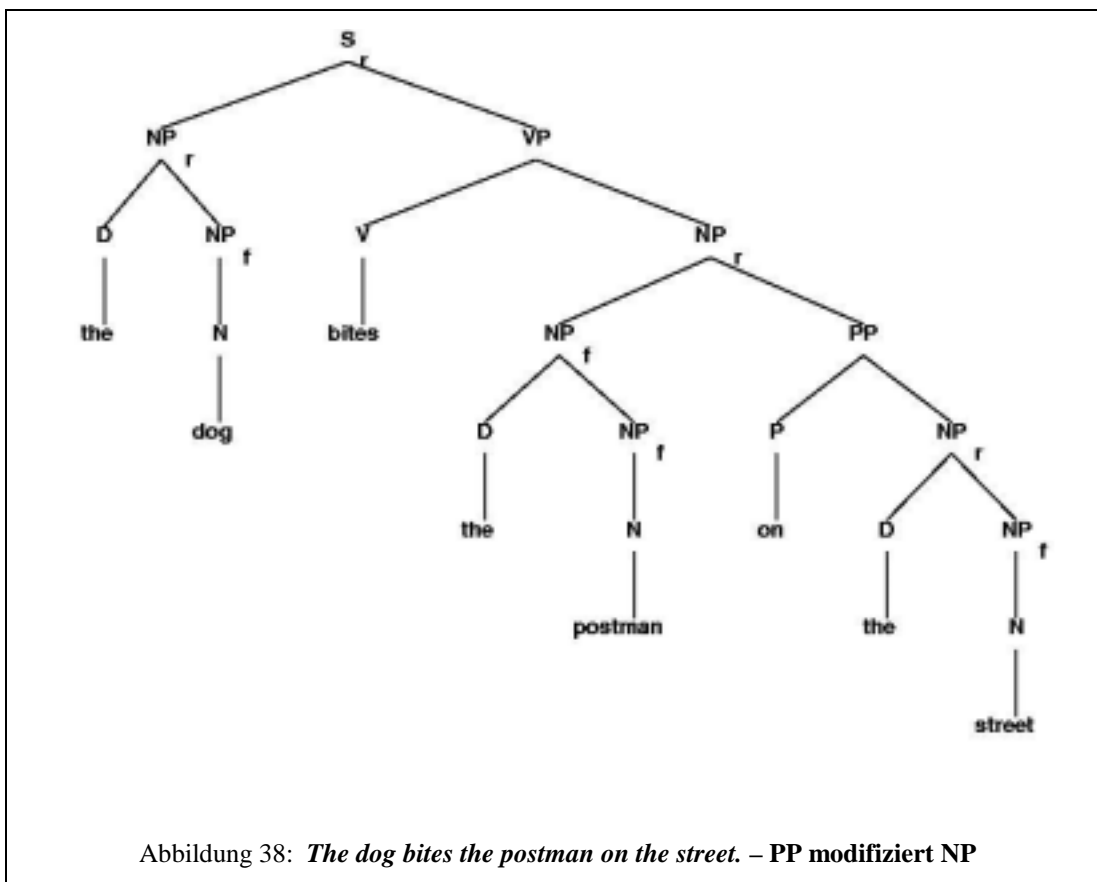 S
r
NP VP
r
D NP V NP
f r
the N bites NP PP
f
dog D NP P NP
f r
the N on D NP
f
postman the N
street
Abbildung 38: The dog bites the postman on the street. – PP modifiziert NP